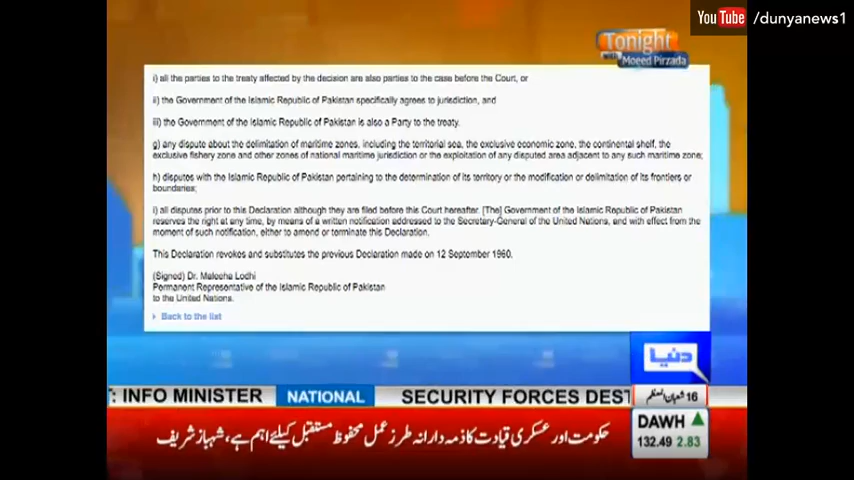 You Tube /dunyanews1
Tonight
with Moeed Pirzada
i) all the parties to the treaty affected by the decision are also parties to the case before the Court, or
ii) the Government of the Islamic Republic of Pakistan specifically agrees to jurisdiction, and
iii) the Government of the Islamic Republic of Pakistan is also a Party to the treaty.
g) any dispute about the delimitation of maritime zones, including the territorial sea, the exclusive economic zone, the continental shelf, the
exclusive fishery zone and other zones of national maritime jurisdiction or the exploitation of any disputed area adjacent to any such maritime zone;
h) disputes with the Islamic Republic of Pakistan pertaining to the determination of its territory or the modification or delimitation of its frontiers or
boundaries;
i) all disputes prior to this Declaration although they are filed before this Court hereafter. [The] Government of the Islamic Republic of Pakistan
reserves the right at any time, by means of a written notification addressed to the Secretary-General of the United Nations, and with effect from the
moment of such notification, either to amend or terminate this Declaration.
This Declaration revokes and substitutes the previous Declaration made on 12 September 1960.
(Signed) Dr. Maleeha Lodhi
Permanent Representative of the Islamic Republic of Pakistan
to the United Nations.
Back to the list
دنیا
: INFO MINISTER NATIONAL SECURITY FORCES DEST
16 شعبان المعظم
حکومت اور عسکری قیادت کا ذمہ دارانہ طرز عمل محفوظ مستقبل کیلئے اہم ہے، شہباز شریف
DAWH
132.49 2.83